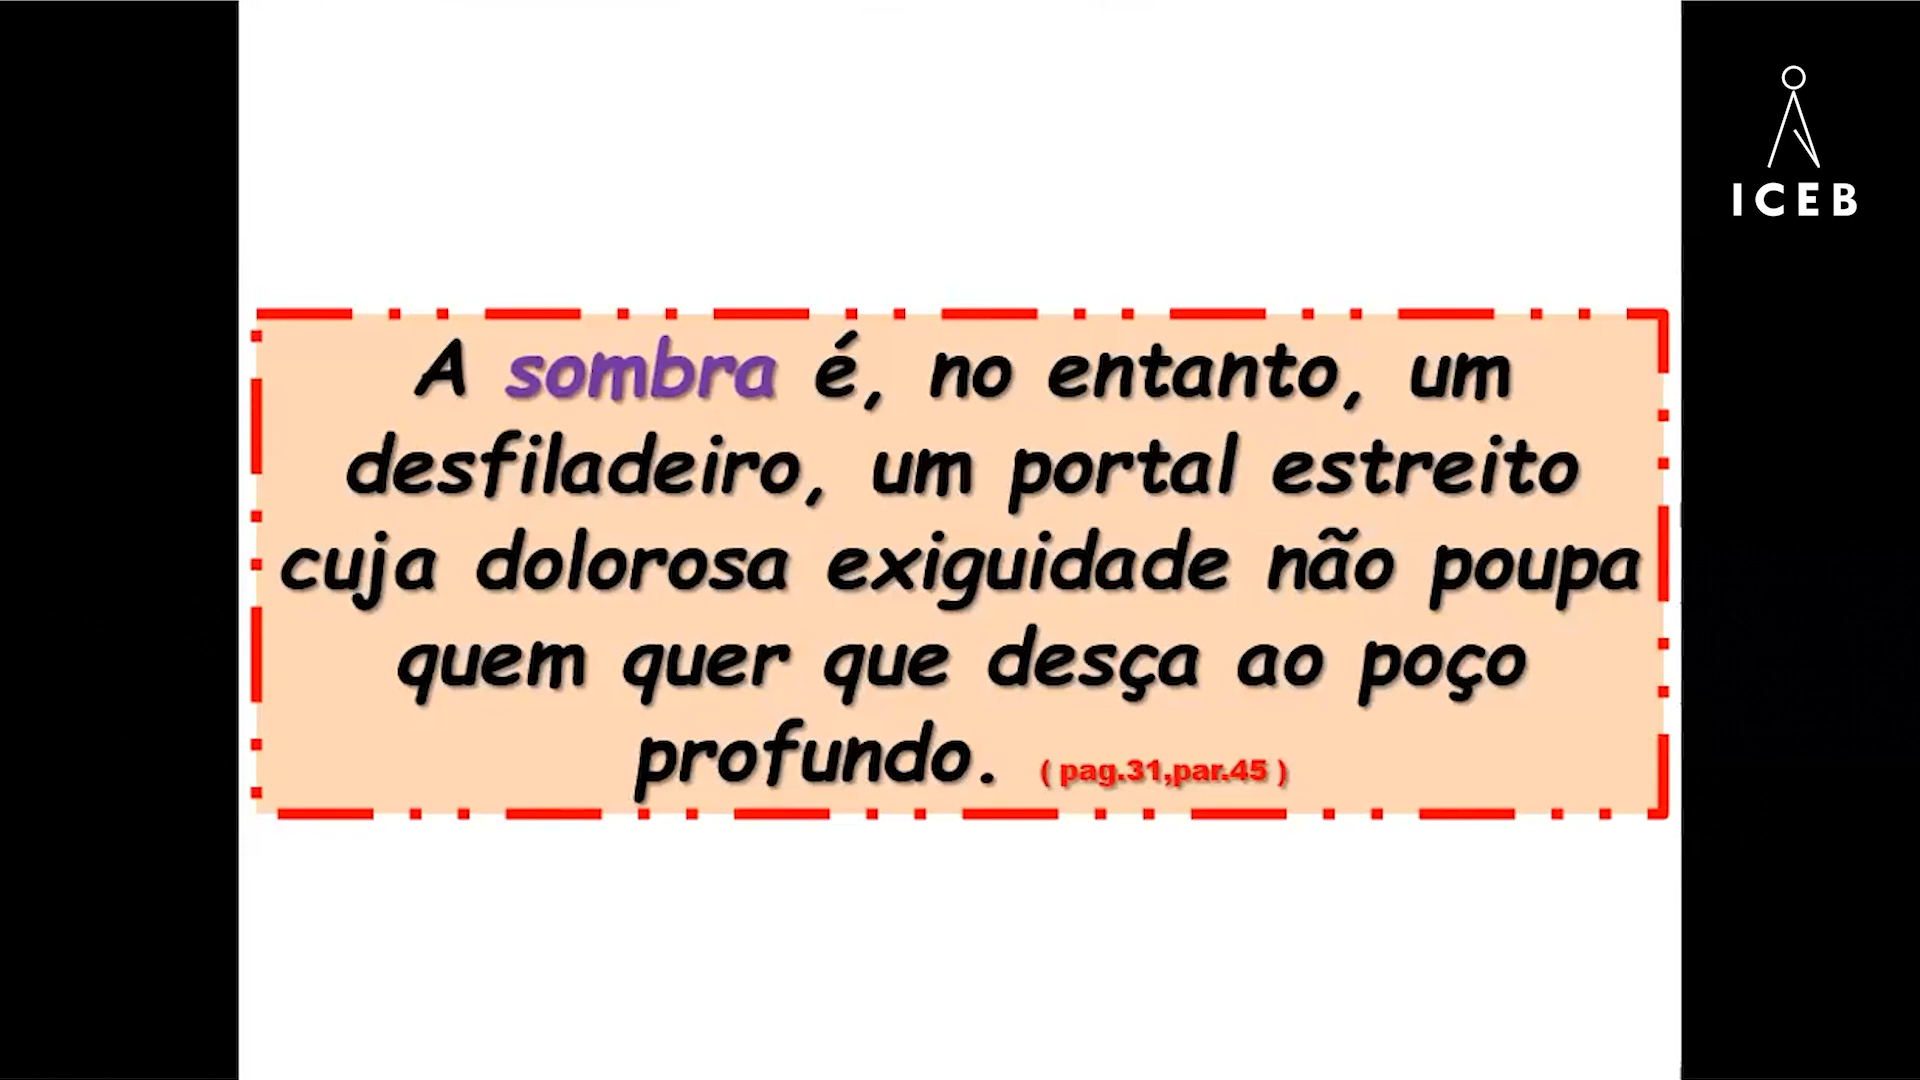 ICEB
A sombra é, no entanto, um
desfiladeiro, um portal estreito
cuja dolorosa exiguidade não poupa
quem quer que desça ao poço
profundo. ( pag.31,par.45 )